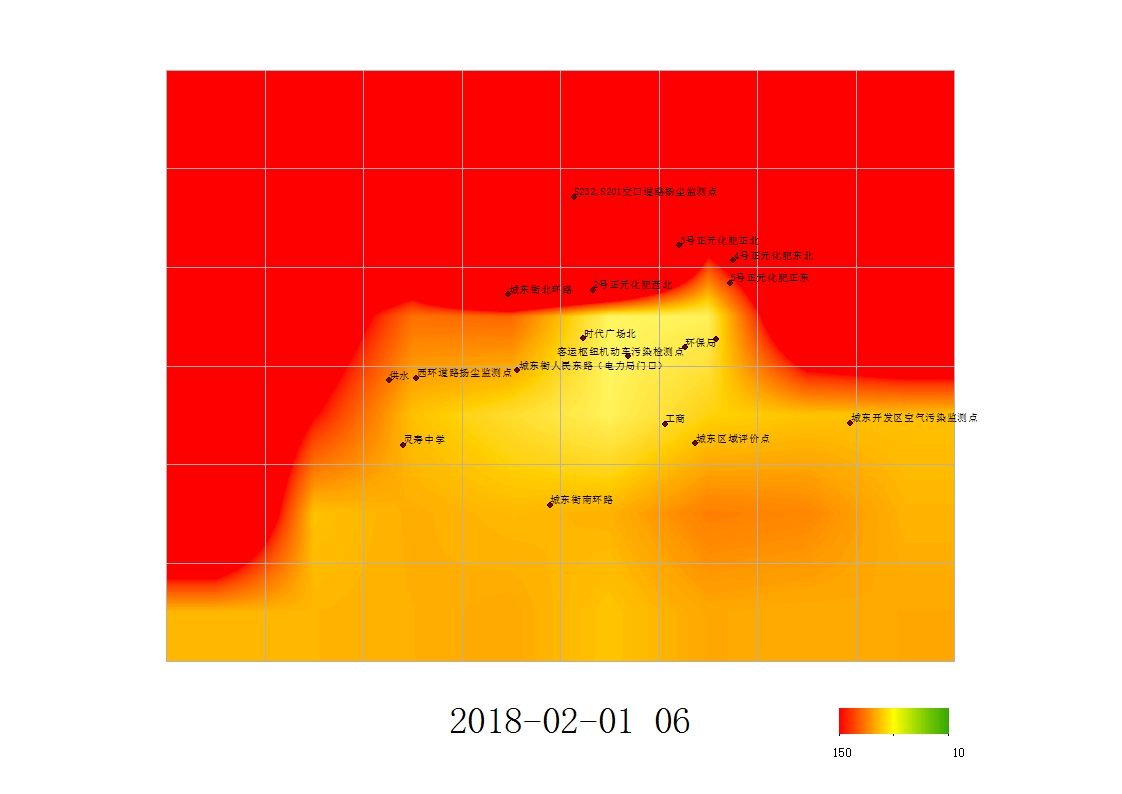 S232,S201交口道路扬尘监测点
3号正元化肥正北
4号正元化肥东北
5号正元化肥正东
2号正元化肥西北
城东街北环路
时代广场北
环保局
客运枢纽机动车污染检测点
城东街人民东路（电力局门口）
供水
西环道路扬尘监测点
工商
城东开发区空气污染监测点
灵寿中学
城东区域评价点
城东街南环路
2018-02-01 06
150
10